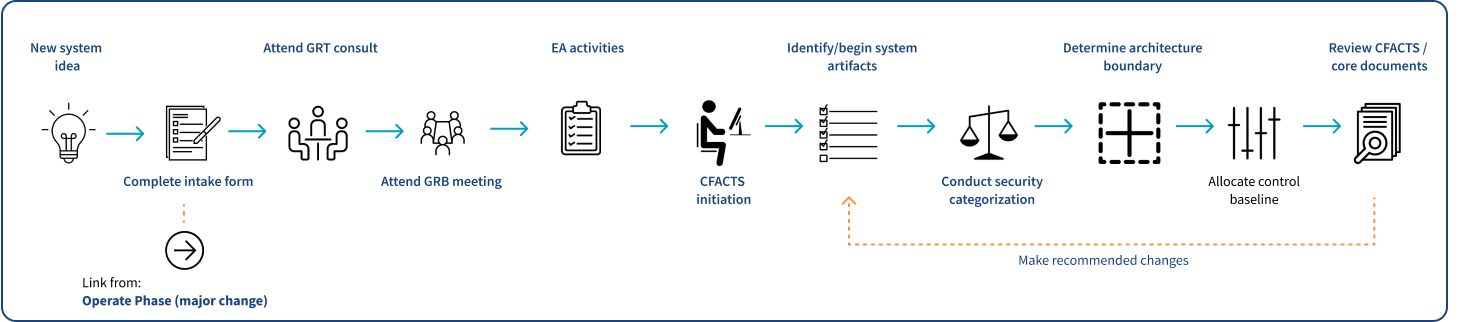 New system
idea
Complete intake form
Link from:
Operate Phase (major change)
Attend GRT consult
Attend GRB meeting
EA activities
CFACTS
initiation
Identify/begin system
artifacts
Conduct security
categorization
Determine architecture
boundary
Allocate control
baseline
Review CFACTS /
core documents
Make recommended changes